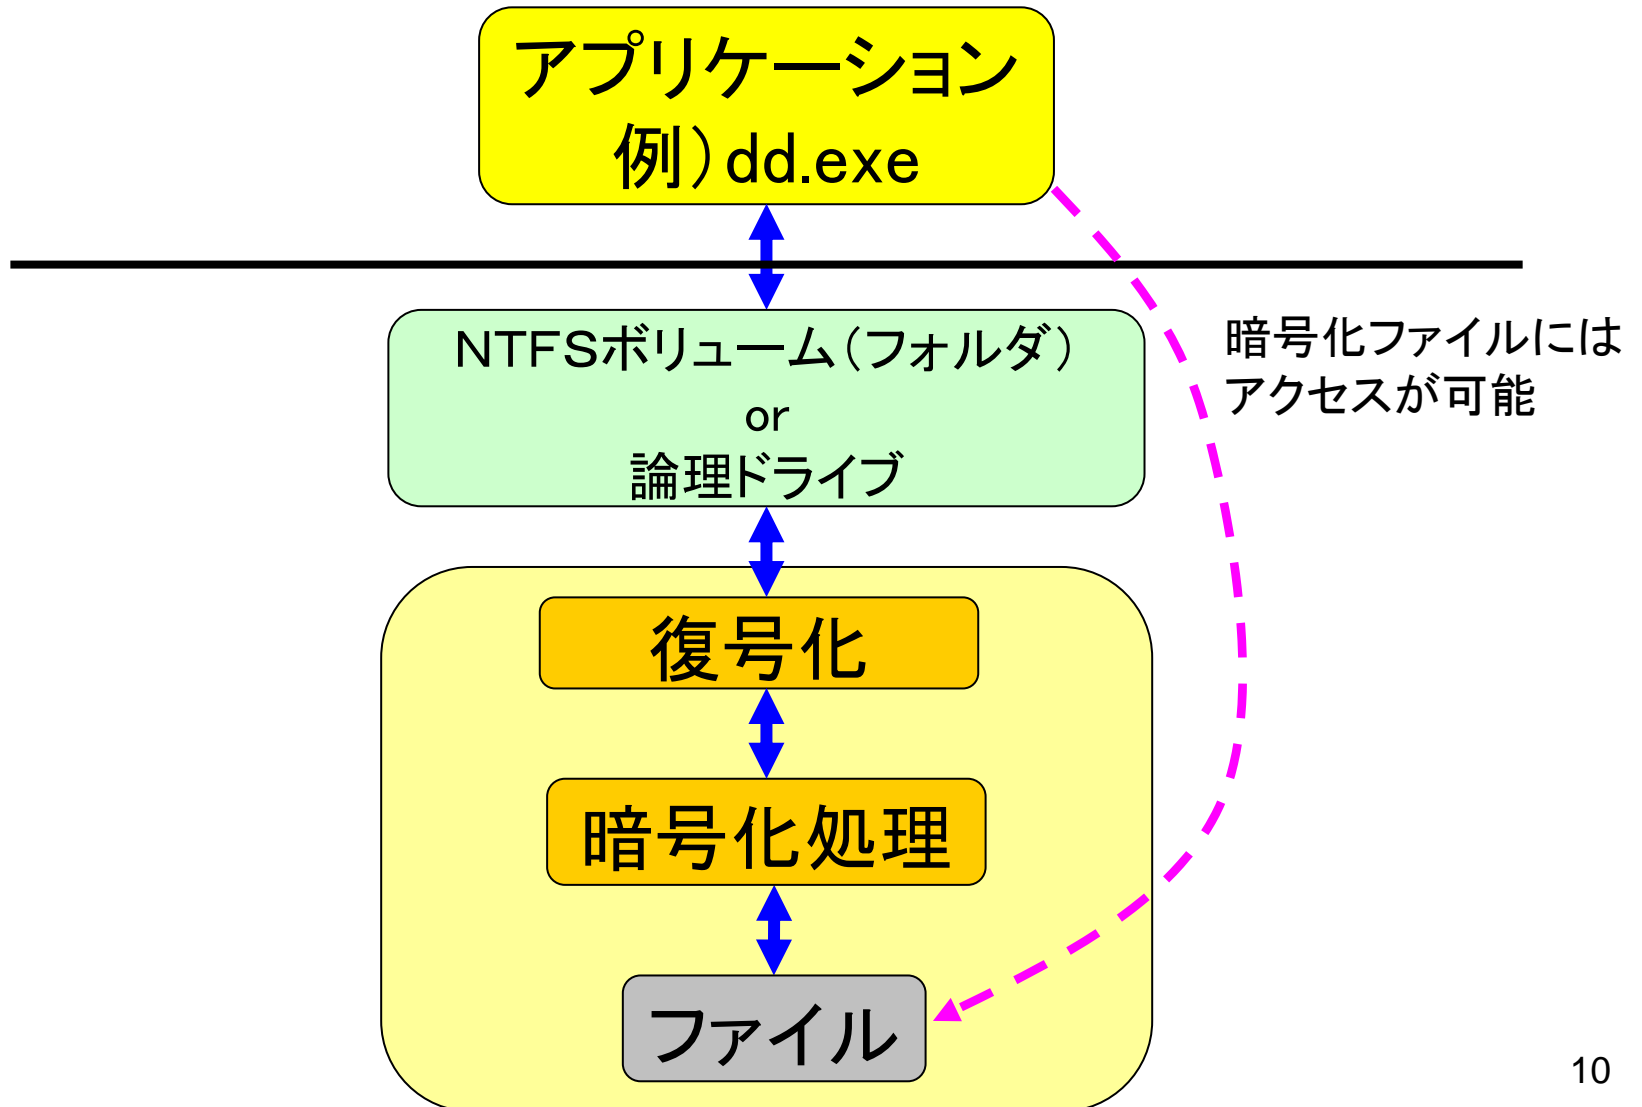 アプリケーション
例）dd.exe
NTFSボリューム（フォルダ）
or
論理ドライブ
暗号化ファイルには
アクセスが可能
復号化
暗号化処理
ファイル
10